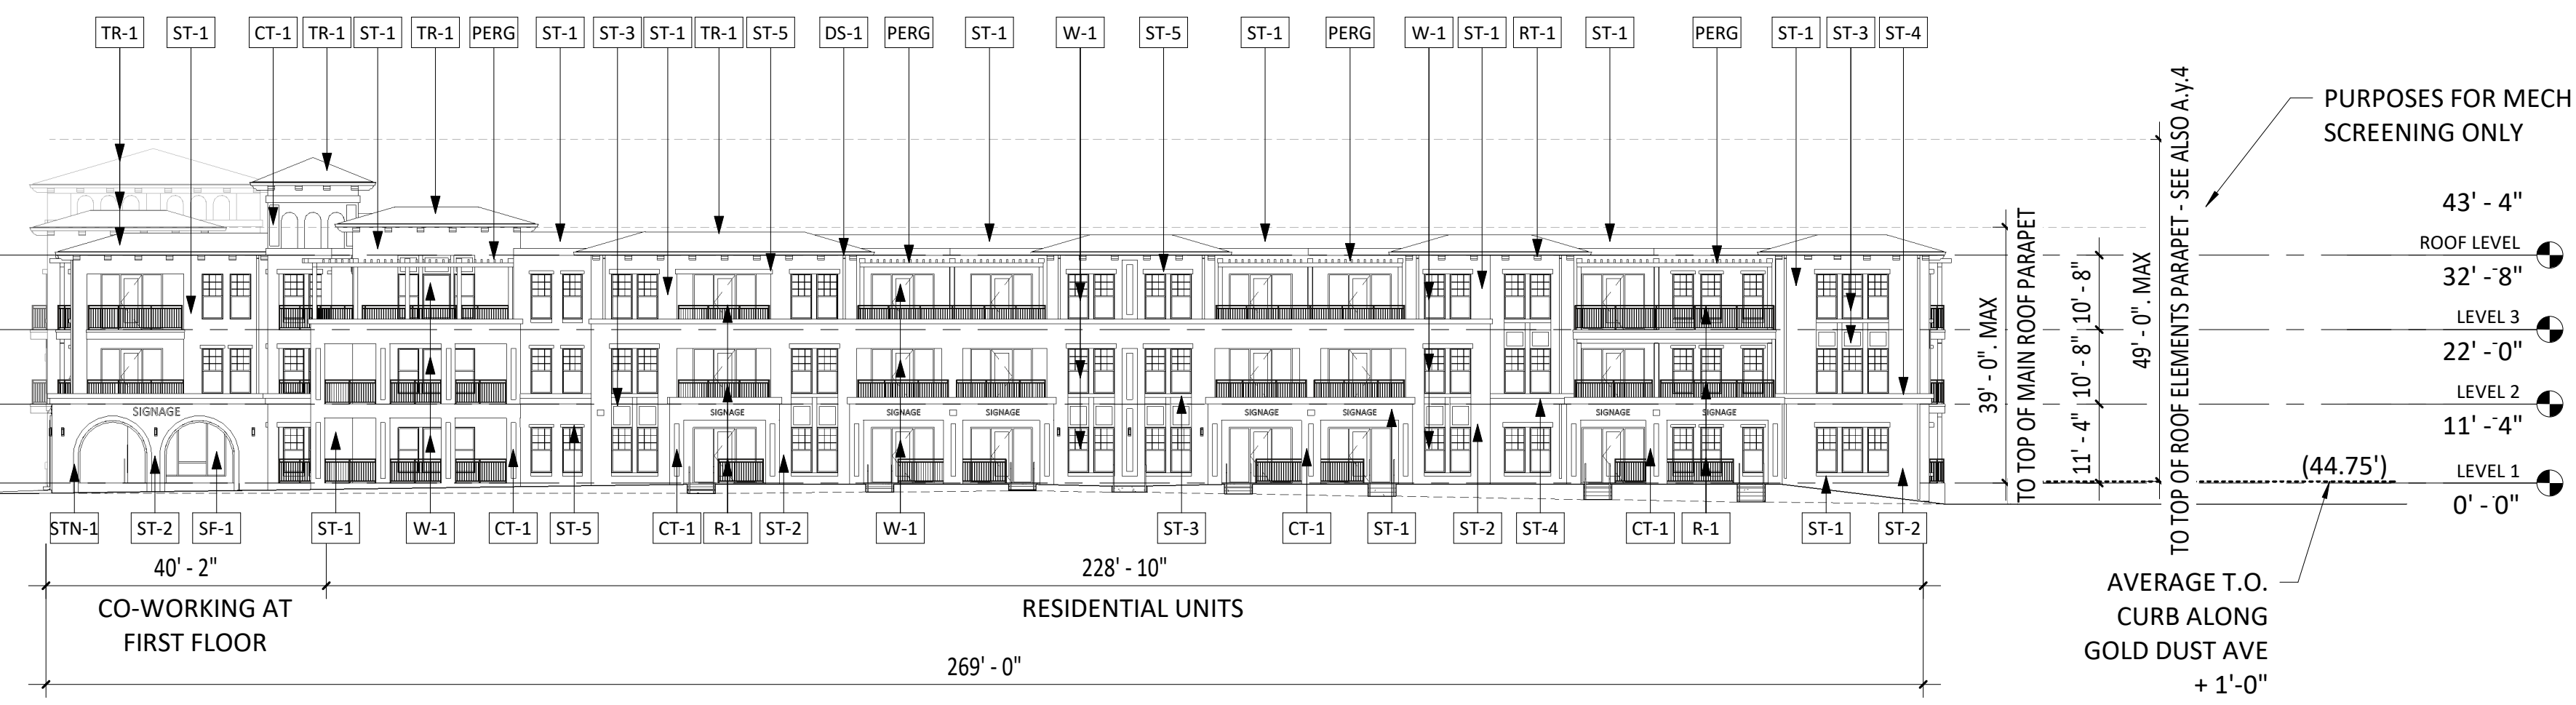 TR-1 ST-1 CT-1 TR-1 ST-1 TR-1 PERG ST-1 ST-3 ST-1 TR-1 ST-5 DS-1 PERG ST-1 W-1 ST-5 ST-1 PERG W-1 ST-1 RT-1 ST-1 PERG ST-1 ST-3 ST-4
PURPOSES FOR MECH
SCREENING ONLY
TO TOP OF ROOF ELEMENTS PARAPET - SEE ALSO A.y.4
49' - 0". MAX
TO TOP OF MAIN ROOF PARAPET
39' - 0". MAX
10' - 8"
10' - 8"
11' - 4"
43' - 4"
ROOF LEVEL
32' - 8"
LEVEL 3
22' - 0"
LEVEL 2
11' - 4"
LEVEL 1
0' - 0"
(44.75')
SIGNAGE SIGNAGE SIGNAGE SIGNAGE SIGNAGE SIGNAGE SIGNAGE SIGNAGE
STN-1 ST-2 SF-1 ST-1 W-1 CT-1 ST-5 CT-1 R-1 ST-2 W-1 ST-3 CT-1 ST-1 ST-2 ST-4 CT-1 R-1 ST-1 ST-2
40' - 2" 228' - 10"
CO-WORKING AT
FIRST FLOOR
RESIDENTIAL UNITS
269' - 0"
AVERAGE T.O.
CURB ALONG
GOLD DUST AVE
+ 1'-0"